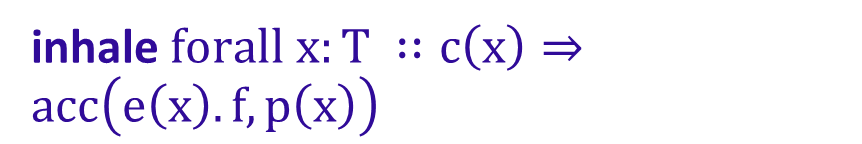 inhale forall x: T :: c(x) ⇒
acc(e(x). f, p(x))